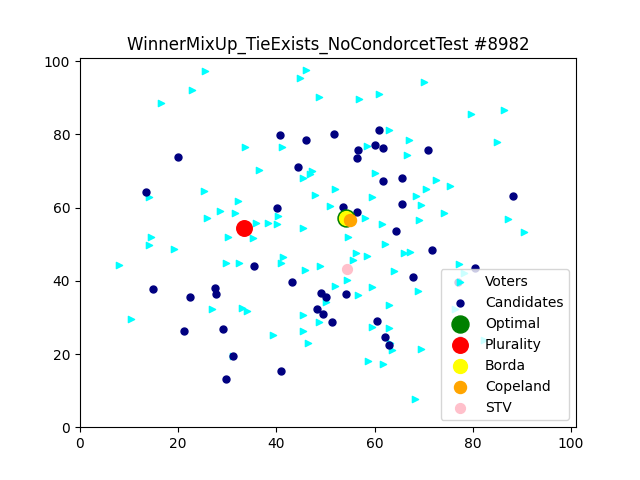 WinnerMixUp_TieExists_NoCondorcetTest #8982
100
80
60
40
20
0
0 20 40 60 80 100
Voters
Candidates
Optimal
Plurality
Borda
Copeland
STV